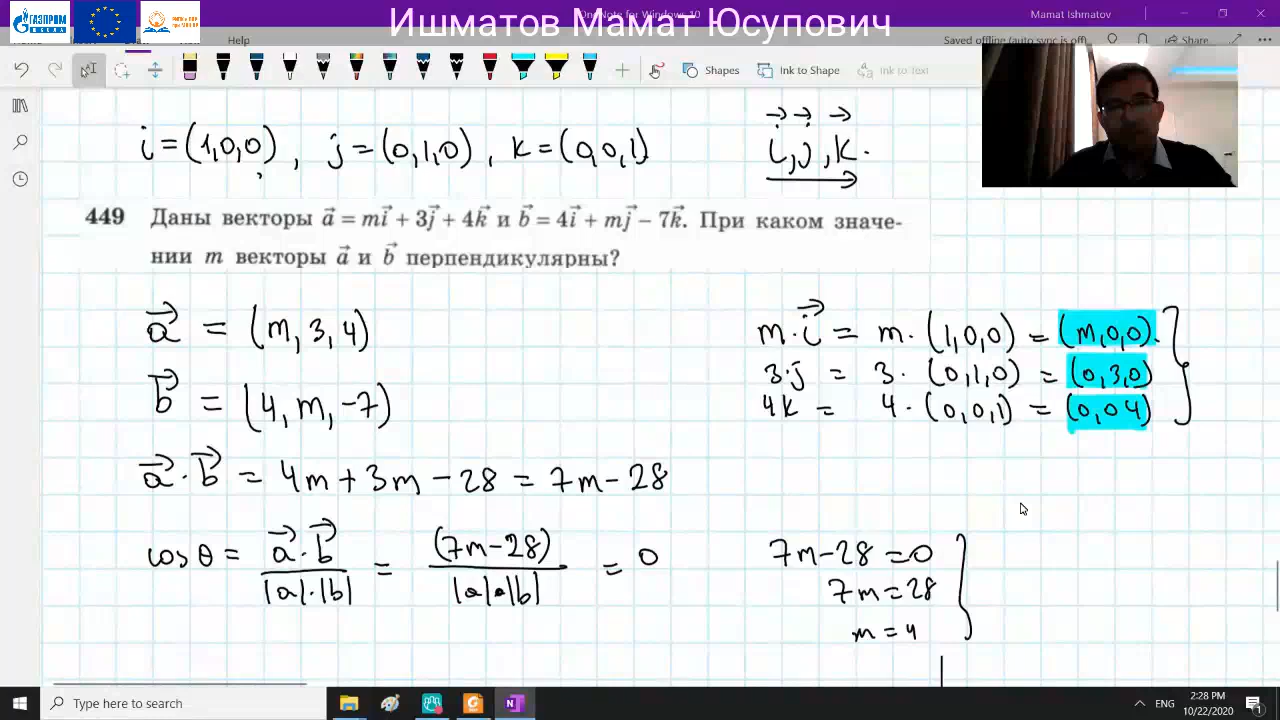 Ишматов Мамат Юсупович
Mamat Ishmatov
ГАЗПРОМ
ШКОЛА
Help
Saved offline (auto sync is off)
Share
Shapes
Ink to Shape
Ink to Text
i = (1,0,0), j = (0,1,0), k = (0,0,1)
i, j, k.
449 Даны векторы a⃗ = mi⃗ + 3j⃗ + 4k⃗ и b⃗ = 4i⃗ + mj⃗ − 7k⃗. При каком значе-
нии m векторы a⃗ и b⃗ перпендикулярны?
a⃗ = (m, 3, 4)
b⃗ = (4, m, -7)
a⃗ · b⃗ = 4m + 3m − 28 = 7m − 28
cos θ = a⃗ · b⃗ / |a|·|b| = (7m−28) / |a|·|b| = 0
m · i⃗ = m · (1,0,0) = (m,0,0).
3·j = 3 · (0,1,0) = (0,3,0)
4k = 4 · (0,0,1) = (0,0 4)
7m − 28 = 0
7m = 28
m = 4
Type here to search
ENG
2:28 PM
10/22/2020